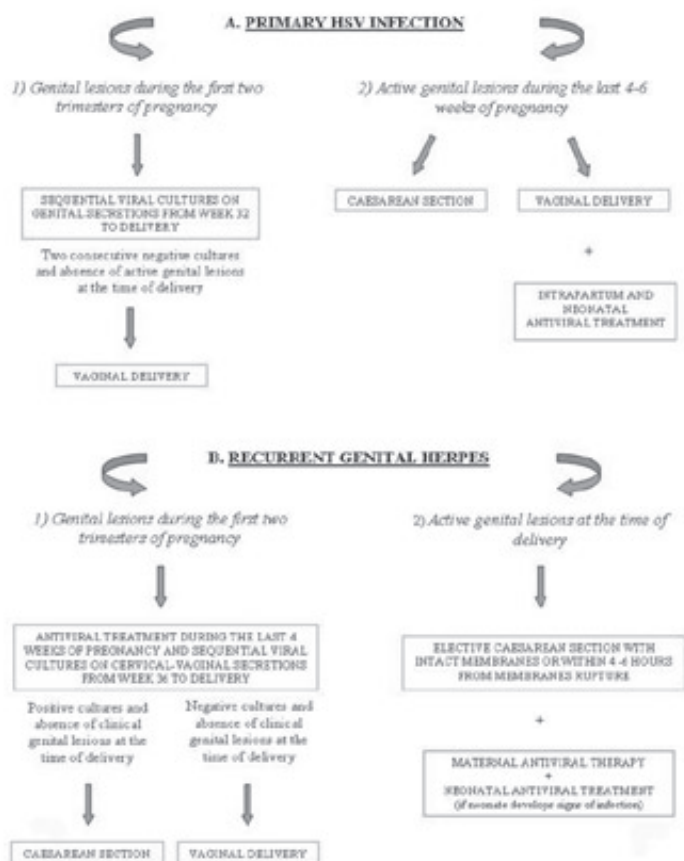 A. PRIMARY HSV INFECTION
1) Genital lesions during the first two
trimesters of pregnancy
2) Active genital lesions during the last 4-6
weeks of pregnancy
SEQUENTIAL VIRAL CULTURES ON
GENITAL SECRETIONS FROM WEEK 32
TO DELIVERY
CAESAREAN SECTION
VAGINAL DELIVERY
Two consecutive negative cultures
and absence of active genital lesions
at the time of delivery
+
INTRAPARTUM AND
NEONATAL
ANTIVIRAL TREATMENT
VAGINAL DELIVERY
B. RECURRENT GENITAL HERPES
1) Genital lesions during the first two
trimesters of pregnancy
2) Active genital lesions at the time of
delivery
ANTIVIRAL TREATMENT DURING THE LAST 4
WEEKS OF PREGNANCY AND SEQUENTIAL VIRAL
CULTURES ON CERVICAL-VAGINAL SECRETIONS
FROM WEEK 36 TO DELIVERY
Positive cultures and
absence of clinical
genital lesions at the
time of delivery
Negative cultures and
absence of clinical
genital lesions at the
time of delivery
CAESAREAN SECTION
VAGINAL DELIVERY
ELECTIVE CAESAREAN SECTION WITH
INTACT MEMBRANES OR WITHIN 4-6 HOURS
FROM MEMBRANES RUPTURE
+
MATERNAL ANTIVIRAL THERAPY
+
NEONATAL ANTIVIRAL TREATMENT
(if neonate develops signs of infection)